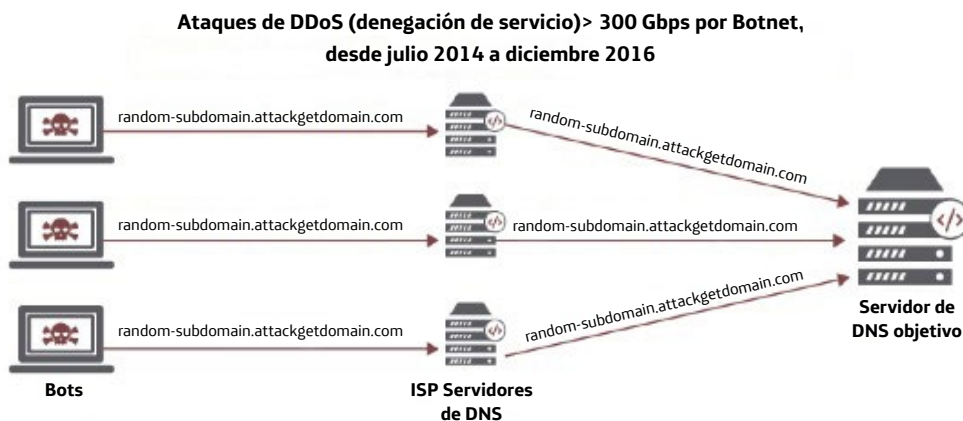 Ataques de DDoS (denegación de servicio)> 300 Gbps por Botnet,
desde julio 2014 a diciembre 2016
random-subdomain.attackgetdomain.com
random-subdomain.attackgetdomain.com
random-subdomain.attackgetdomain.com
random-subdomain.attackgetdomain.com
random-subdomain.attackgetdomain.com
random-subdomain.attackgetdomain.com
Servidor de
DNS objetivo
Bots
ISP Servidores
de DNS